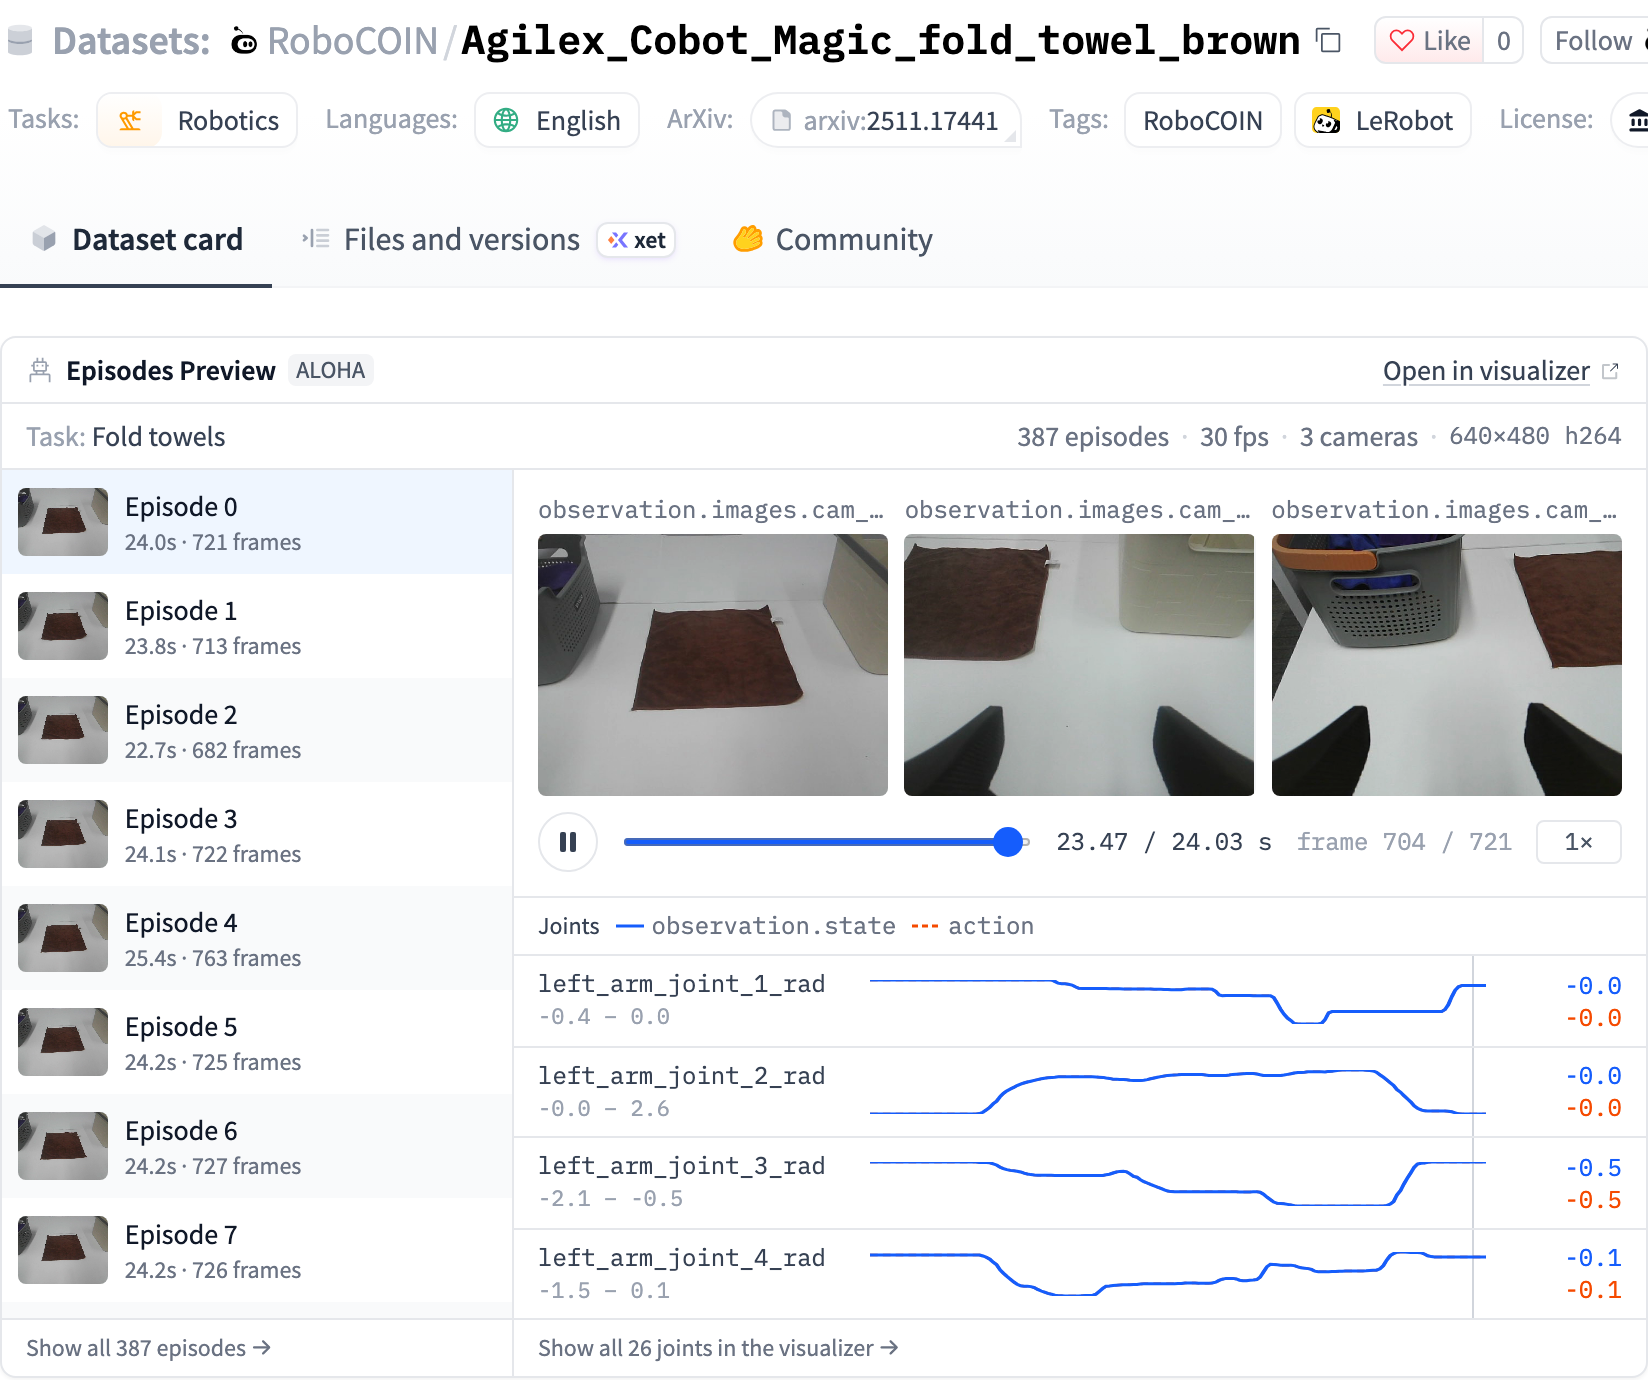 Datasets: RoboCOIN/Agilex_Cobot_Magic_fold_towel_brown Like 0 Follow
Tasks: Robotics Languages: English ArXiv: arxiv:2511.17441 Tags: RoboCOIN LeRobot License:
Dataset card Files and versions xet Community
Episodes Preview ALOHA Open in visualizer
Task: Fold towels 387 episodes · 30 fps · 3 cameras · 640×480 h264
Episode 0
24.0s · 721 frames
Episode 1
23.8s · 713 frames
Episode 2
22.7s · 682 frames
Episode 3
24.1s · 722 frames
Episode 4
25.4s · 763 frames
Episode 5
24.2s · 725 frames
Episode 6
24.2s · 727 frames
Episode 7
24.2s · 726 frames
Show all 387 episodes →
observation.images.cam_… observation.images.cam_… observation.images.cam_…
23.47 / 24.03 s frame 704 / 721 1×
Joints observation.state action
left_arm_joint_1_rad -0.0
-0.4 – 0.0 -0.0
left_arm_joint_2_rad -0.0
-0.0 – 2.6 -0.0
left_arm_joint_3_rad -0.5
-2.1 – -0.5 -0.5
left_arm_joint_4_rad -0.1
-1.5 – 0.1 -0.1
Show all 26 joints in the visualizer →